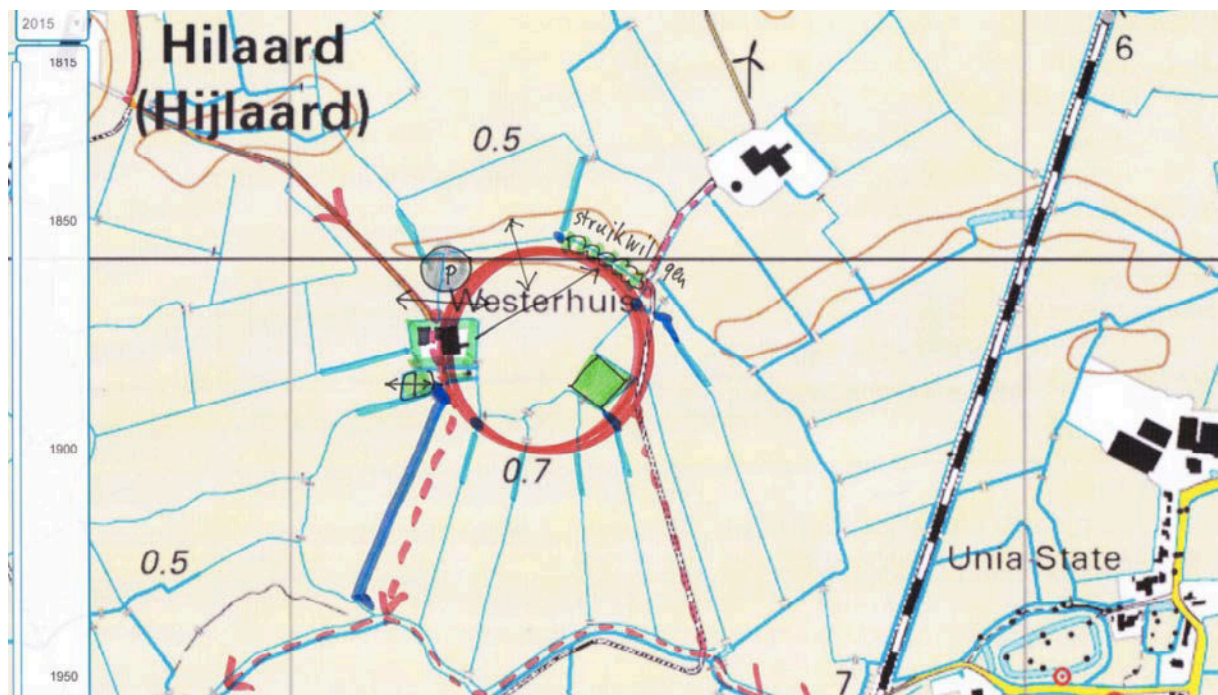 2015
1815
Hilaard
(Hijlaard)
6
0.5
1850
struikwilgen
p
Westerhuis
1900
0.7
0.5
Unia State
1950
7